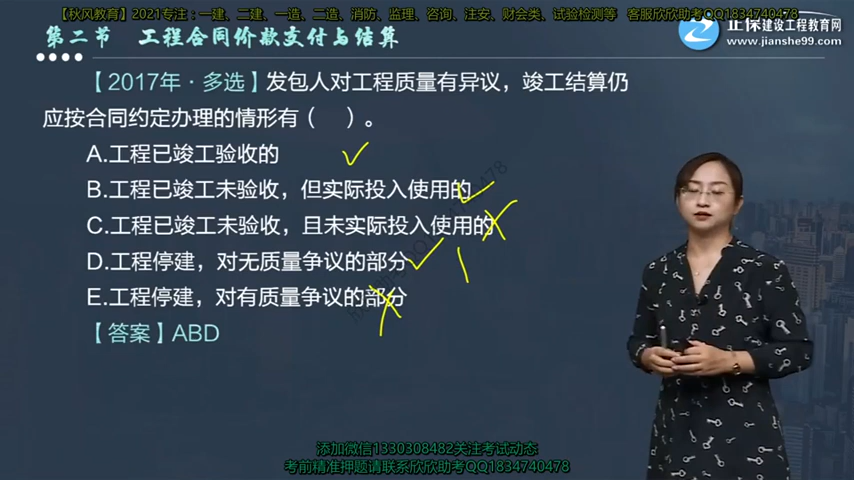 【秋风教育】2021专注：一建、二建、一造、二造、消防、监理、咨询、注安、财会类、试验检测等 客服欣欣助考QQ1834740478
第二节 工程合同价款交付与结算
正保建设工程教育网
www.jianshe99.com
【2017年·多选】发包人对工程质量有异议，竣工结算仍
应按合同约定办理的情形有（ ）。
A.工程已竣工验收的
B.工程已竣工未验收，但实际投入使用的
C.工程已竣工未验收，且未实际投入使用的
D.工程停建，对无质量争议的部分
E.工程停建，对有质量争议的部分
【答案】ABD
添加微信1330308482关注考试动态
考前精准押题请联系欣欣助考QQ1834740478